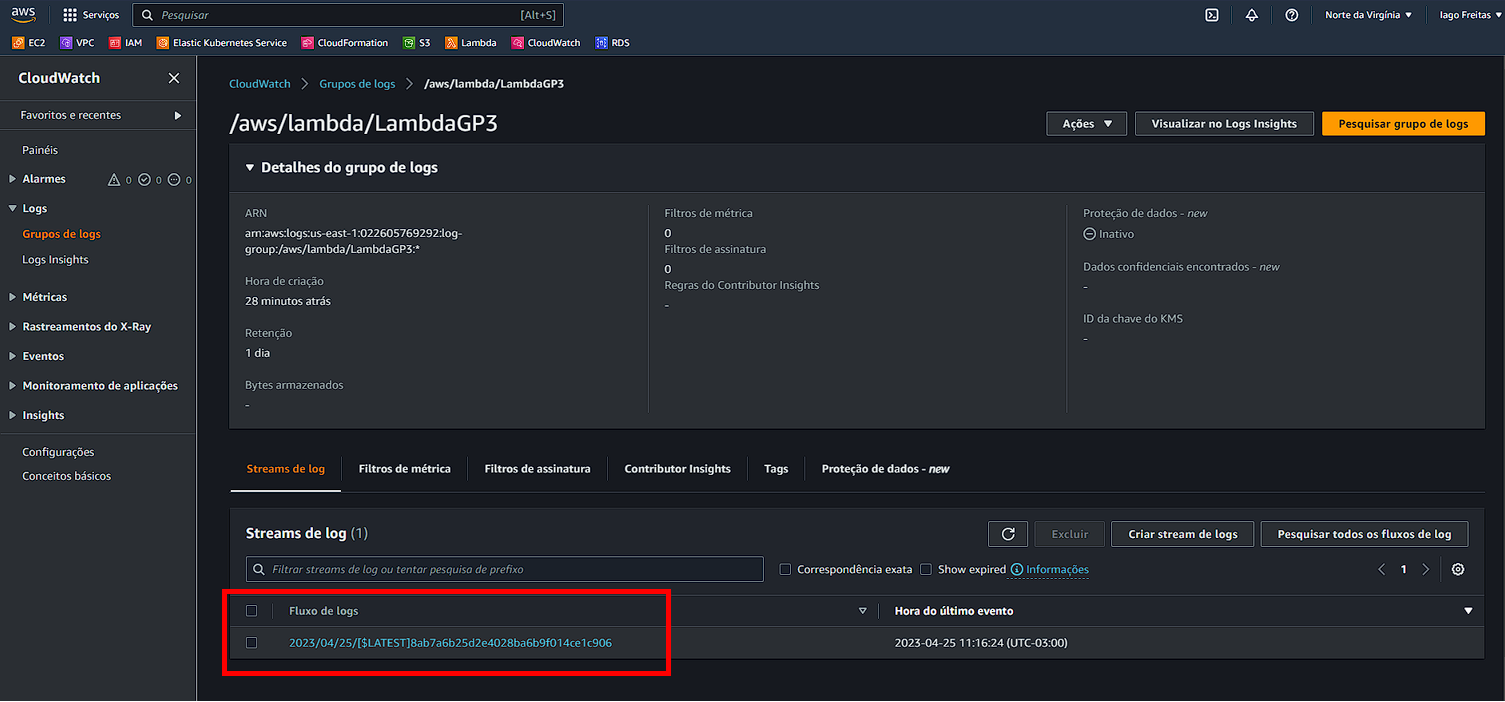 aws
Serviços
Pesquisar
[Alt+S]
Norte da Virgínia
Iago Freitas
EC2
VPC
IAM
Elastic Kubernetes Service
CloudFormation
S3
Lambda
CloudWatch
RDS
CloudWatch
Favoritos e recentes
Painéis
Alarmes
0
0
0
Logs
Grupos de logs
Logs Insights
Métricas
Rastreamentos do X-Ray
Eventos
Monitoramento de aplicações
Insights
Configurações
Conceitos básicos
CloudWatch
Grupos de logs
/aws/lambda/LambdaGP3
/aws/lambda/LambdaGP3
Ações
Visualizar no Logs Insights
Pesquisar grupo de logs
Detalhes do grupo de logs
ARN
arn:aws:logs:us-east-1:022605769292:log-
group:/aws/lambda/LambdaGP3:*
Hora de criação
28 minutos atrás
Retenção
1 dia
Bytes armazenados
-
Filtros de métrica
0
Filtros de assinatura
0
Regras do Contributor Insights
-
Proteção de dados - new
Inativo
Dados confidenciais encontrados - new
-
ID da chave do KMS
-
Streams de log
Filtros de métrica
Filtros de assinatura
Contributor Insights
Tags
Proteção de dados - new
Streams de log (1)
Excluir
Criar stream de logs
Pesquisar todos os fluxos de log
Filtrar streams de log ou tentar pesquisa de prefixo
Correspondência exata
Show expired
Informações
1
Fluxo de logs
Hora do último evento
2023/04/25/[$LATEST]8ab7a6b25d2e4028ba6b9f014ce1c906
2023-04-25 11:16:24 (UTC-03:00)